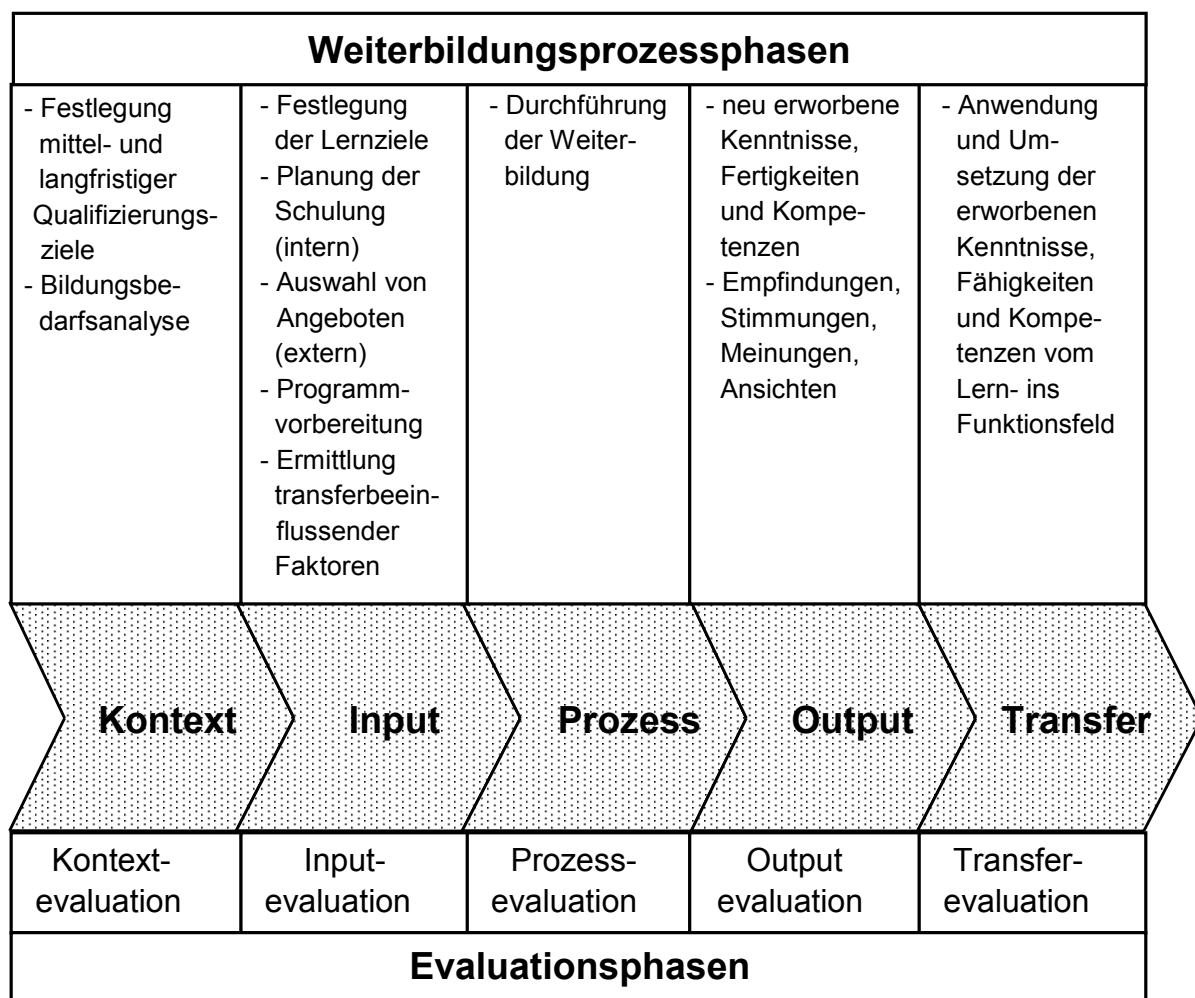 Weiterbildungsprozessphasen
- Festlegung
mittel- und
langfristiger
Qualifizierungs-
ziele
- Bildungsbe-
darfsanalyse
- Festlegung
der Lernziele
- Planung der
Schulung
(intern)
- Auswahl von
Angeboten
(extern)
- Programm-
vorbereitung
- Ermittlung
transferbeein-
flussender
Faktoren
- Durchführung
der Weiter-
bildung
- neu erworbene
Kenntnisse,
Fertigkeiten
und Kompe-
tenzen
- Empfindungen,
Stimmungen,
Meinungen,
Ansichten
- Anwendung
und Um-
setzung der
erworbenen
Kenntnisse,
Fähigkeiten
und Kompe-
tenzen vom
Lern- ins
Funktionsfeld
Kontext
Input
Prozess
Output
Transfer
Kontext-
evaluation
Input-
evaluation
Prozess-
evaluation
Output
evaluation
Transfer-
evaluation
Evaluationsphasen